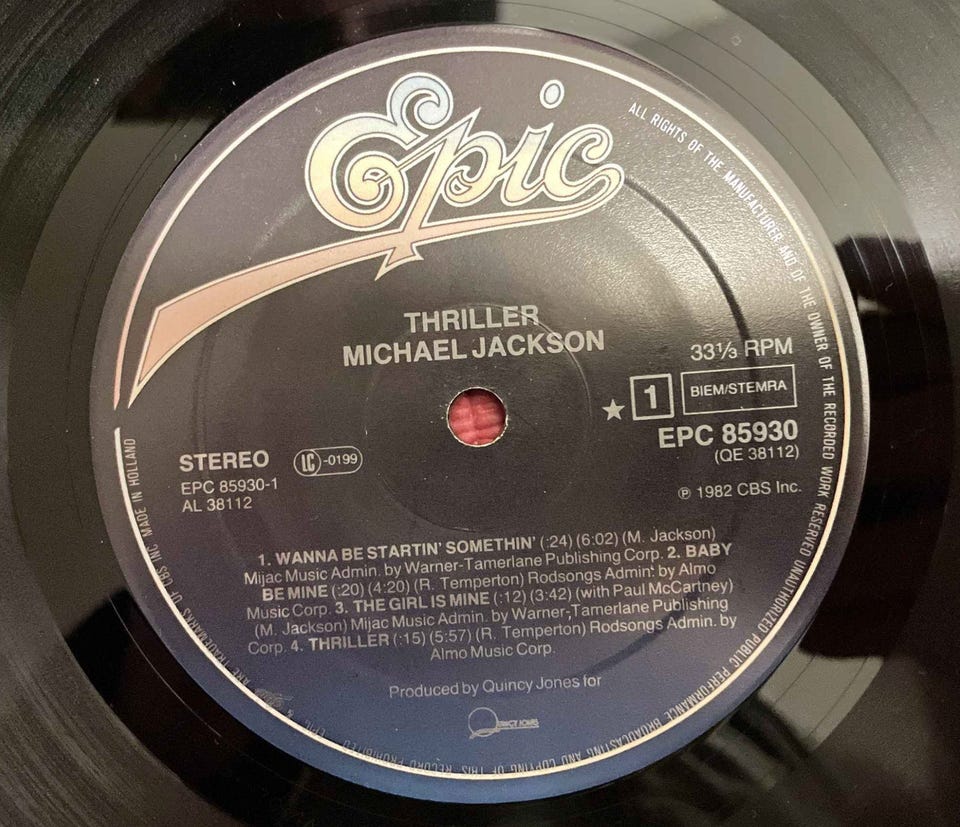 Epic
THRILLER
MICHAEL JACKSON
33⅓ RPM
★ 1 BIEM/STEMRA
EPC 85930
(QE 38112)
STEREO LC-0199
EPC 85930-1
AL 38112
℗ 1982 CBS Inc.
1. WANNA BE STARTIN' SOMETHIN' (:24) (6:02) (M. Jackson)
Mijac Music Admin. by Warner-Tamerlane Publishing Corp. 2. BABY
BE MINE (:20) (4:20) (R. Temperton) Rodsongs Admin. by Almo
Music Corp. 3. THE GIRL IS MINE (:12) (3:42) (with Paul McCartney)
(M. Jackson) Mijac Music Admin. by Warner-Tamerlane Publishing
Corp. 4. THRILLER (:15) (5:57) (R. Temperton) Rodsongs Admin. by
Almo Music Corp.
Produced by Quincy Jones for
QUINCY JONES
ALL RIGHTS OF THE MANUFACTURER AND OF THE OWNER OF THE RECORDED WORK RESERVED UNAUTHORIZED PUBLIC PERFORMANCE BROADCASTING AND COPYING OF THIS RECORD PROHIBITED
EPIC ARE TRADEMARKS OF CBS INC MADE IN HOLLAND